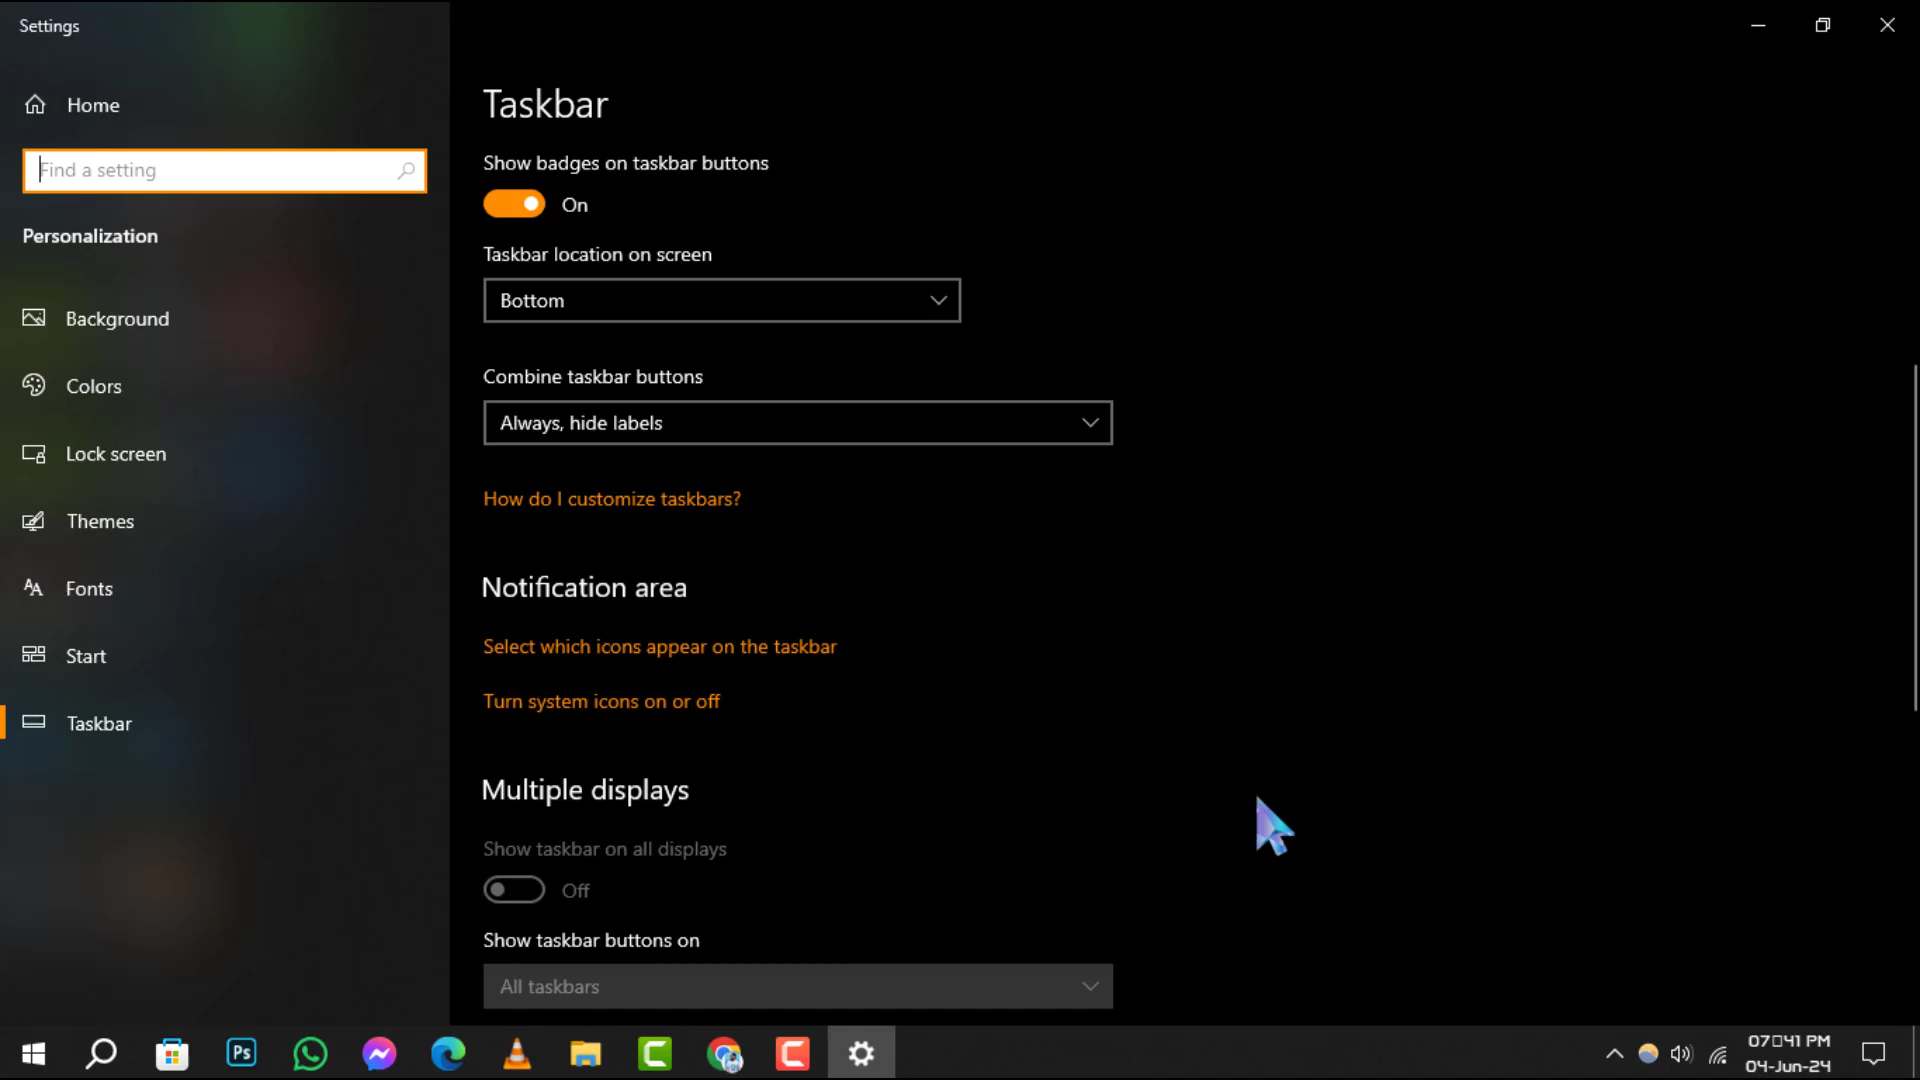 Settings
Home
Find a setting
Personalization
Background
Colors
Lock screen
Themes
Fonts
Start
Taskbar
Taskbar
Show badges on taskbar buttons
On
Taskbar location on screen
Bottom
Combine taskbar buttons
Always, hide labels
How do I customize taskbars?
Notification area
Select which icons appear on the taskbar
Turn system icons on or off
Multiple displays
Show taskbar on all displays
Off
Show taskbar buttons on
All taskbars
Ps
07▯41 PM
04-Jun-24